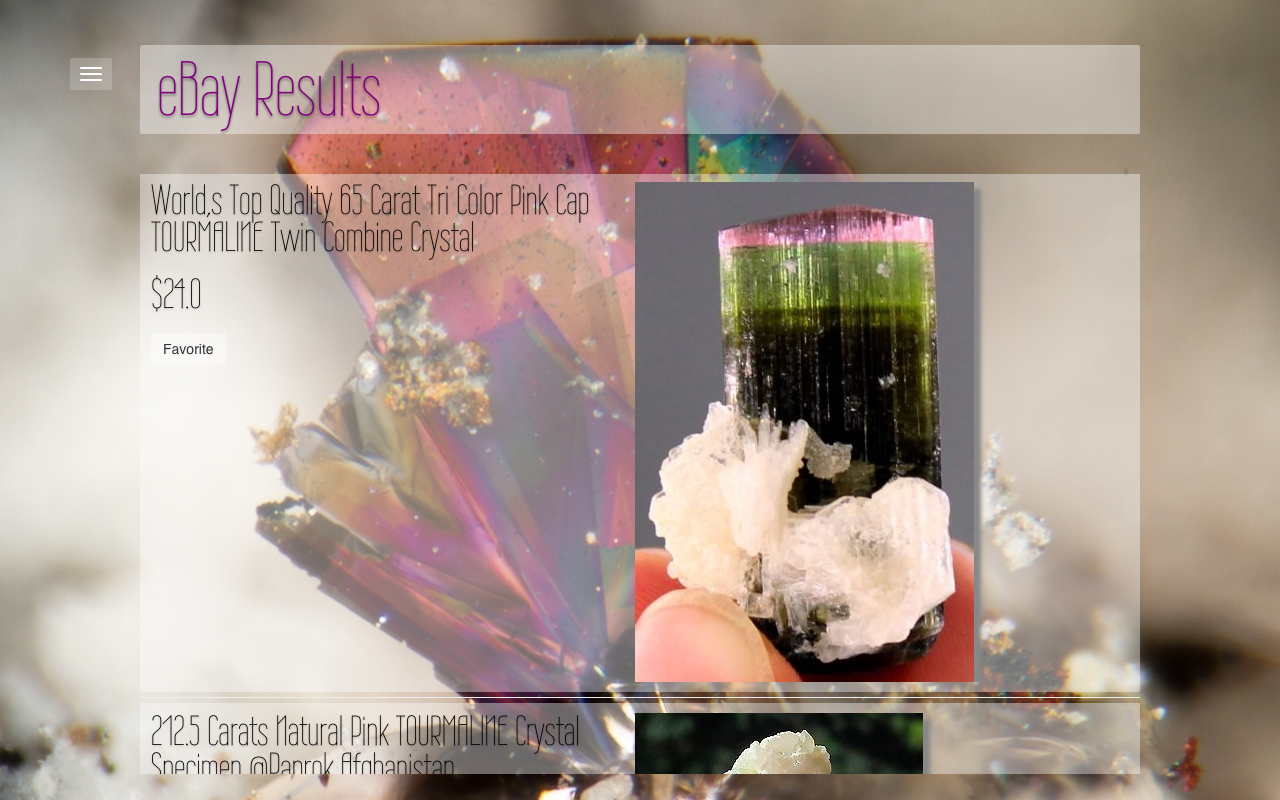 eBay Results
World,s Top Quality 65 Carat Tri Color Pink Cap
TOURMALINE Twin Combine Crystal
$24.0
Favorite
212.5 Carats Natural Pink TOURMALINE Crystal
Specimen @Paprok Afghanistan